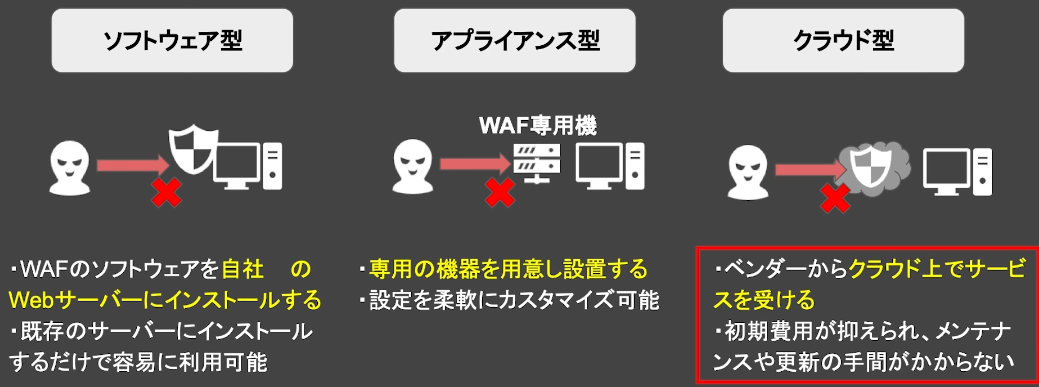 ソフトウェア型
アプライアンス型
クラウド型
WAF専用機
・WAFのソフトウェアを自社　の
Webサーバーにインストールする
・既存のサーバーにインストール
するだけで容易に利用可能
・専用の機器を用意し設置する
・設定を柔軟にカスタマイズ可能
・ベンダーからクラウド上でサービ
スを受ける
・初期費用が抑えられ、メンテナ
ンスや更新の手間がかからない